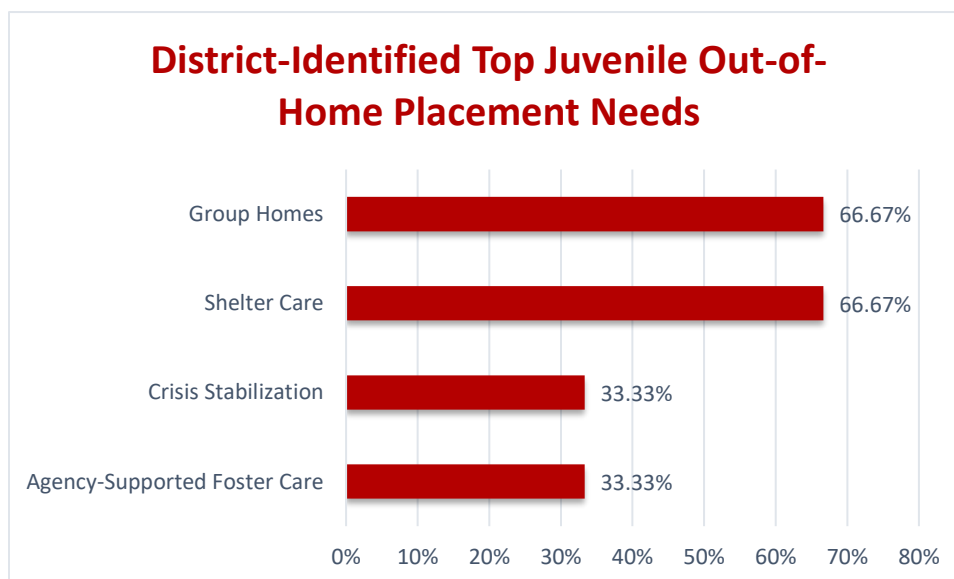 District-Identified Top Juvenile Out-of-
Home Placement Needs
Group Homes
66.67%
Shelter Care
66.67%
Crisis Stabilization
33.33%
Agency-Supported Foster Care
33.33%
0% 10% 20% 30% 40% 50% 60% 70% 80%